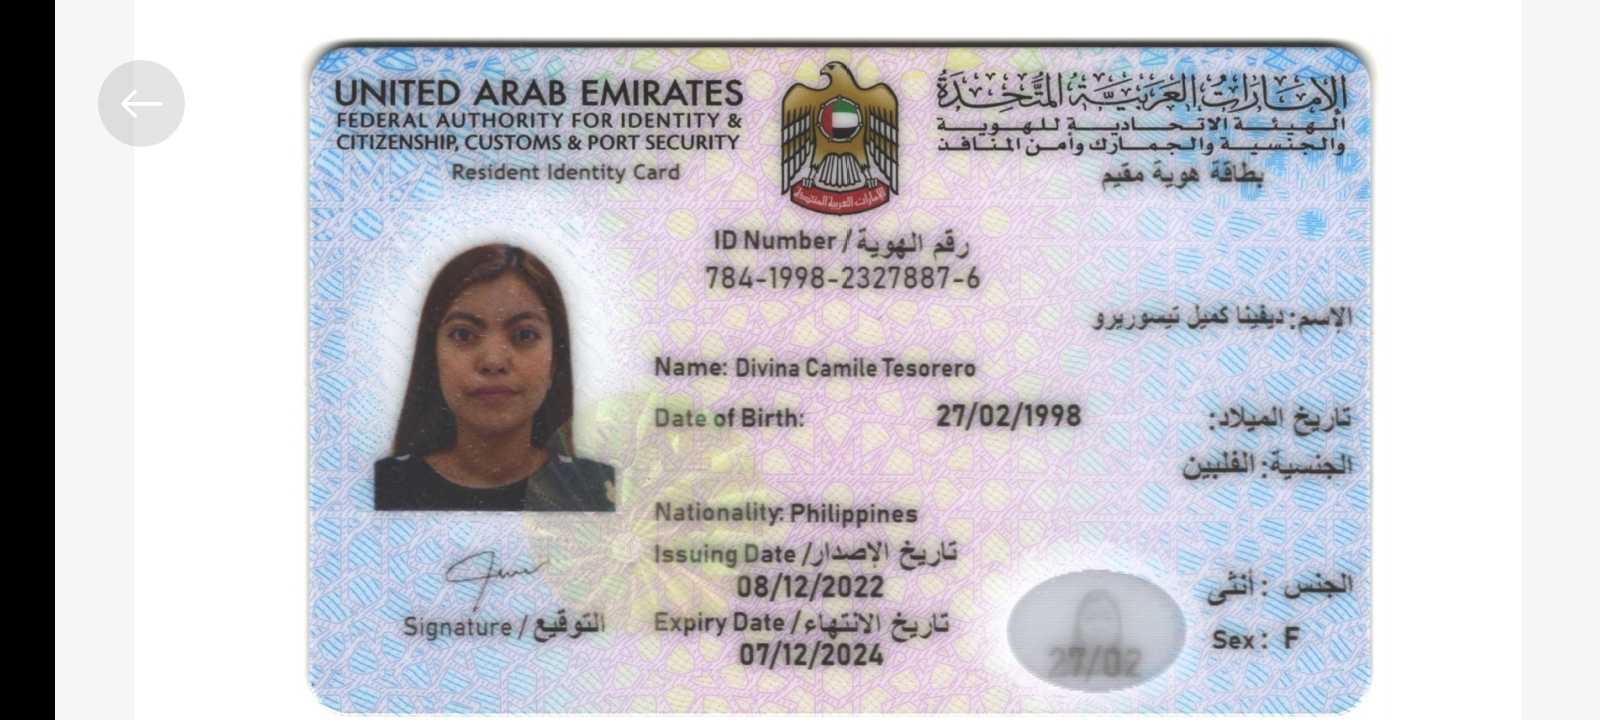 UNITED ARAB EMIRATES
FEDERAL AUTHORITY FOR IDENTITY &
CITIZENSHIP, CUSTOMS & PORT SECURITY
Resident Identity Card
الإمارات العربية المتحدة
الهيئة الاتحادية للهوية
والجنسية والجمارك وأمن المنافذ
بطاقة هوية مقيم
الإمارات العربية المتحدة
ID Number / رقم الهوية
784-1998-2327887-6
الإسم: ديفينا كميل تيسوريرو
Name: Divina Camile Tesorero
Date of Birth: 27/02/1998 تاريخ الميلاد:
الجنسية: الفلبين
Nationality: Philippines
Issuing Date / تاريخ الإصدار
08/12/2022
Expiry Date / تاريخ الانتهاء
07/12/2024
Signature / التوقيع
الجنس : أنثى
Sex : F
27/02